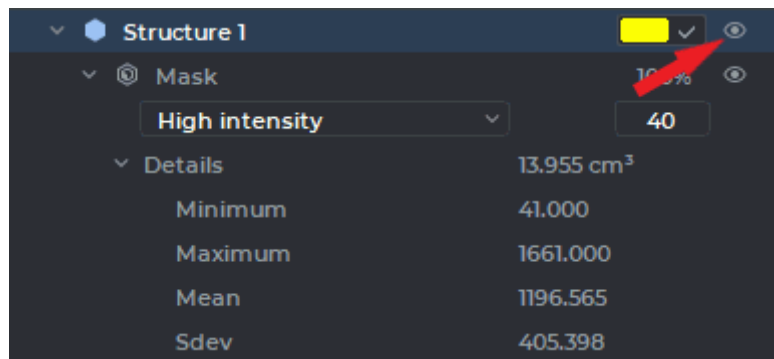 Structure 1
Mask 100%
High intensity 40
Details 13.955 cm³
Minimum 41.000
Maximum 1661.000
Mean 1196.565
Sdev 405.398